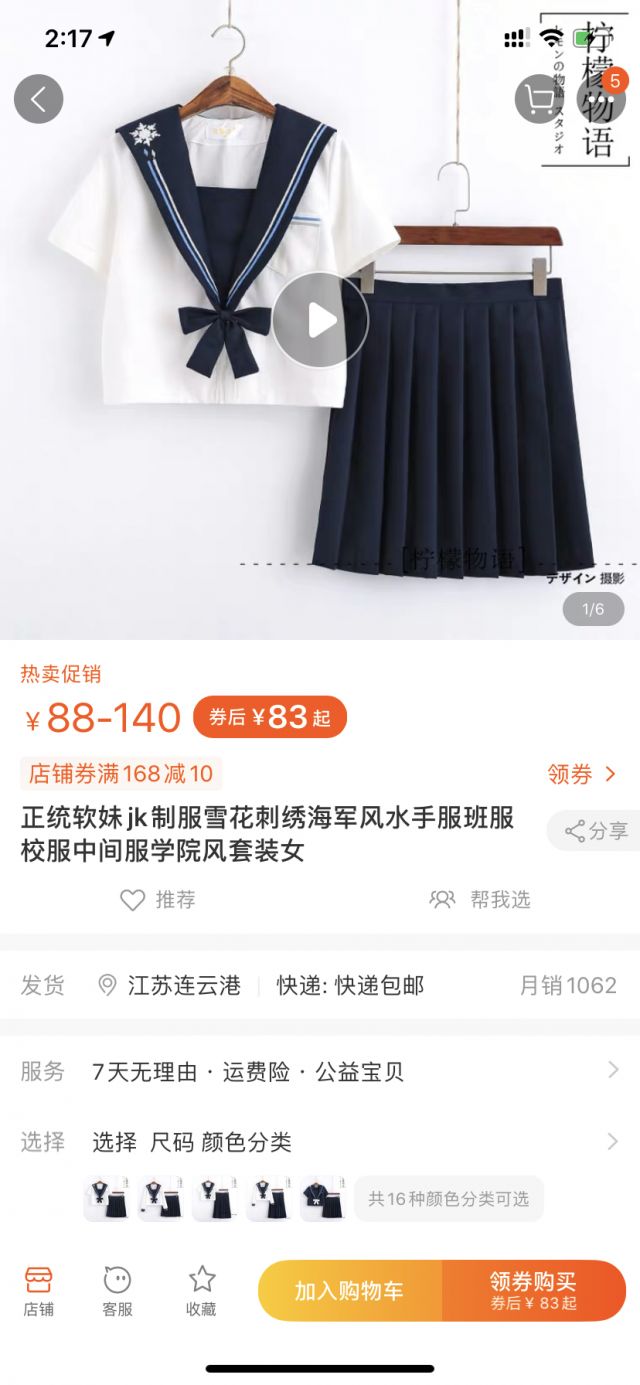 2:17
5
柠檬物语
レモンの物語 スタジオ
[柠檬物语]
デザイン 摄影
1/6
热卖促销
¥88-140 券后¥83起
店铺券满168减10 领券
正统软妹jk制服雪花刺绣海军风水手服班服
校服中间服学院风套装女
分享
推荐 帮我选
发货 江苏连云港 快递: 快递包邮 月销1062
服务 7天无理由 · 运费险 · 公益宝贝
选择 选择 尺码 颜色分类
共16种颜色分类可选
店铺 客服 收藏
加入购物车
领券购买
券后¥83起